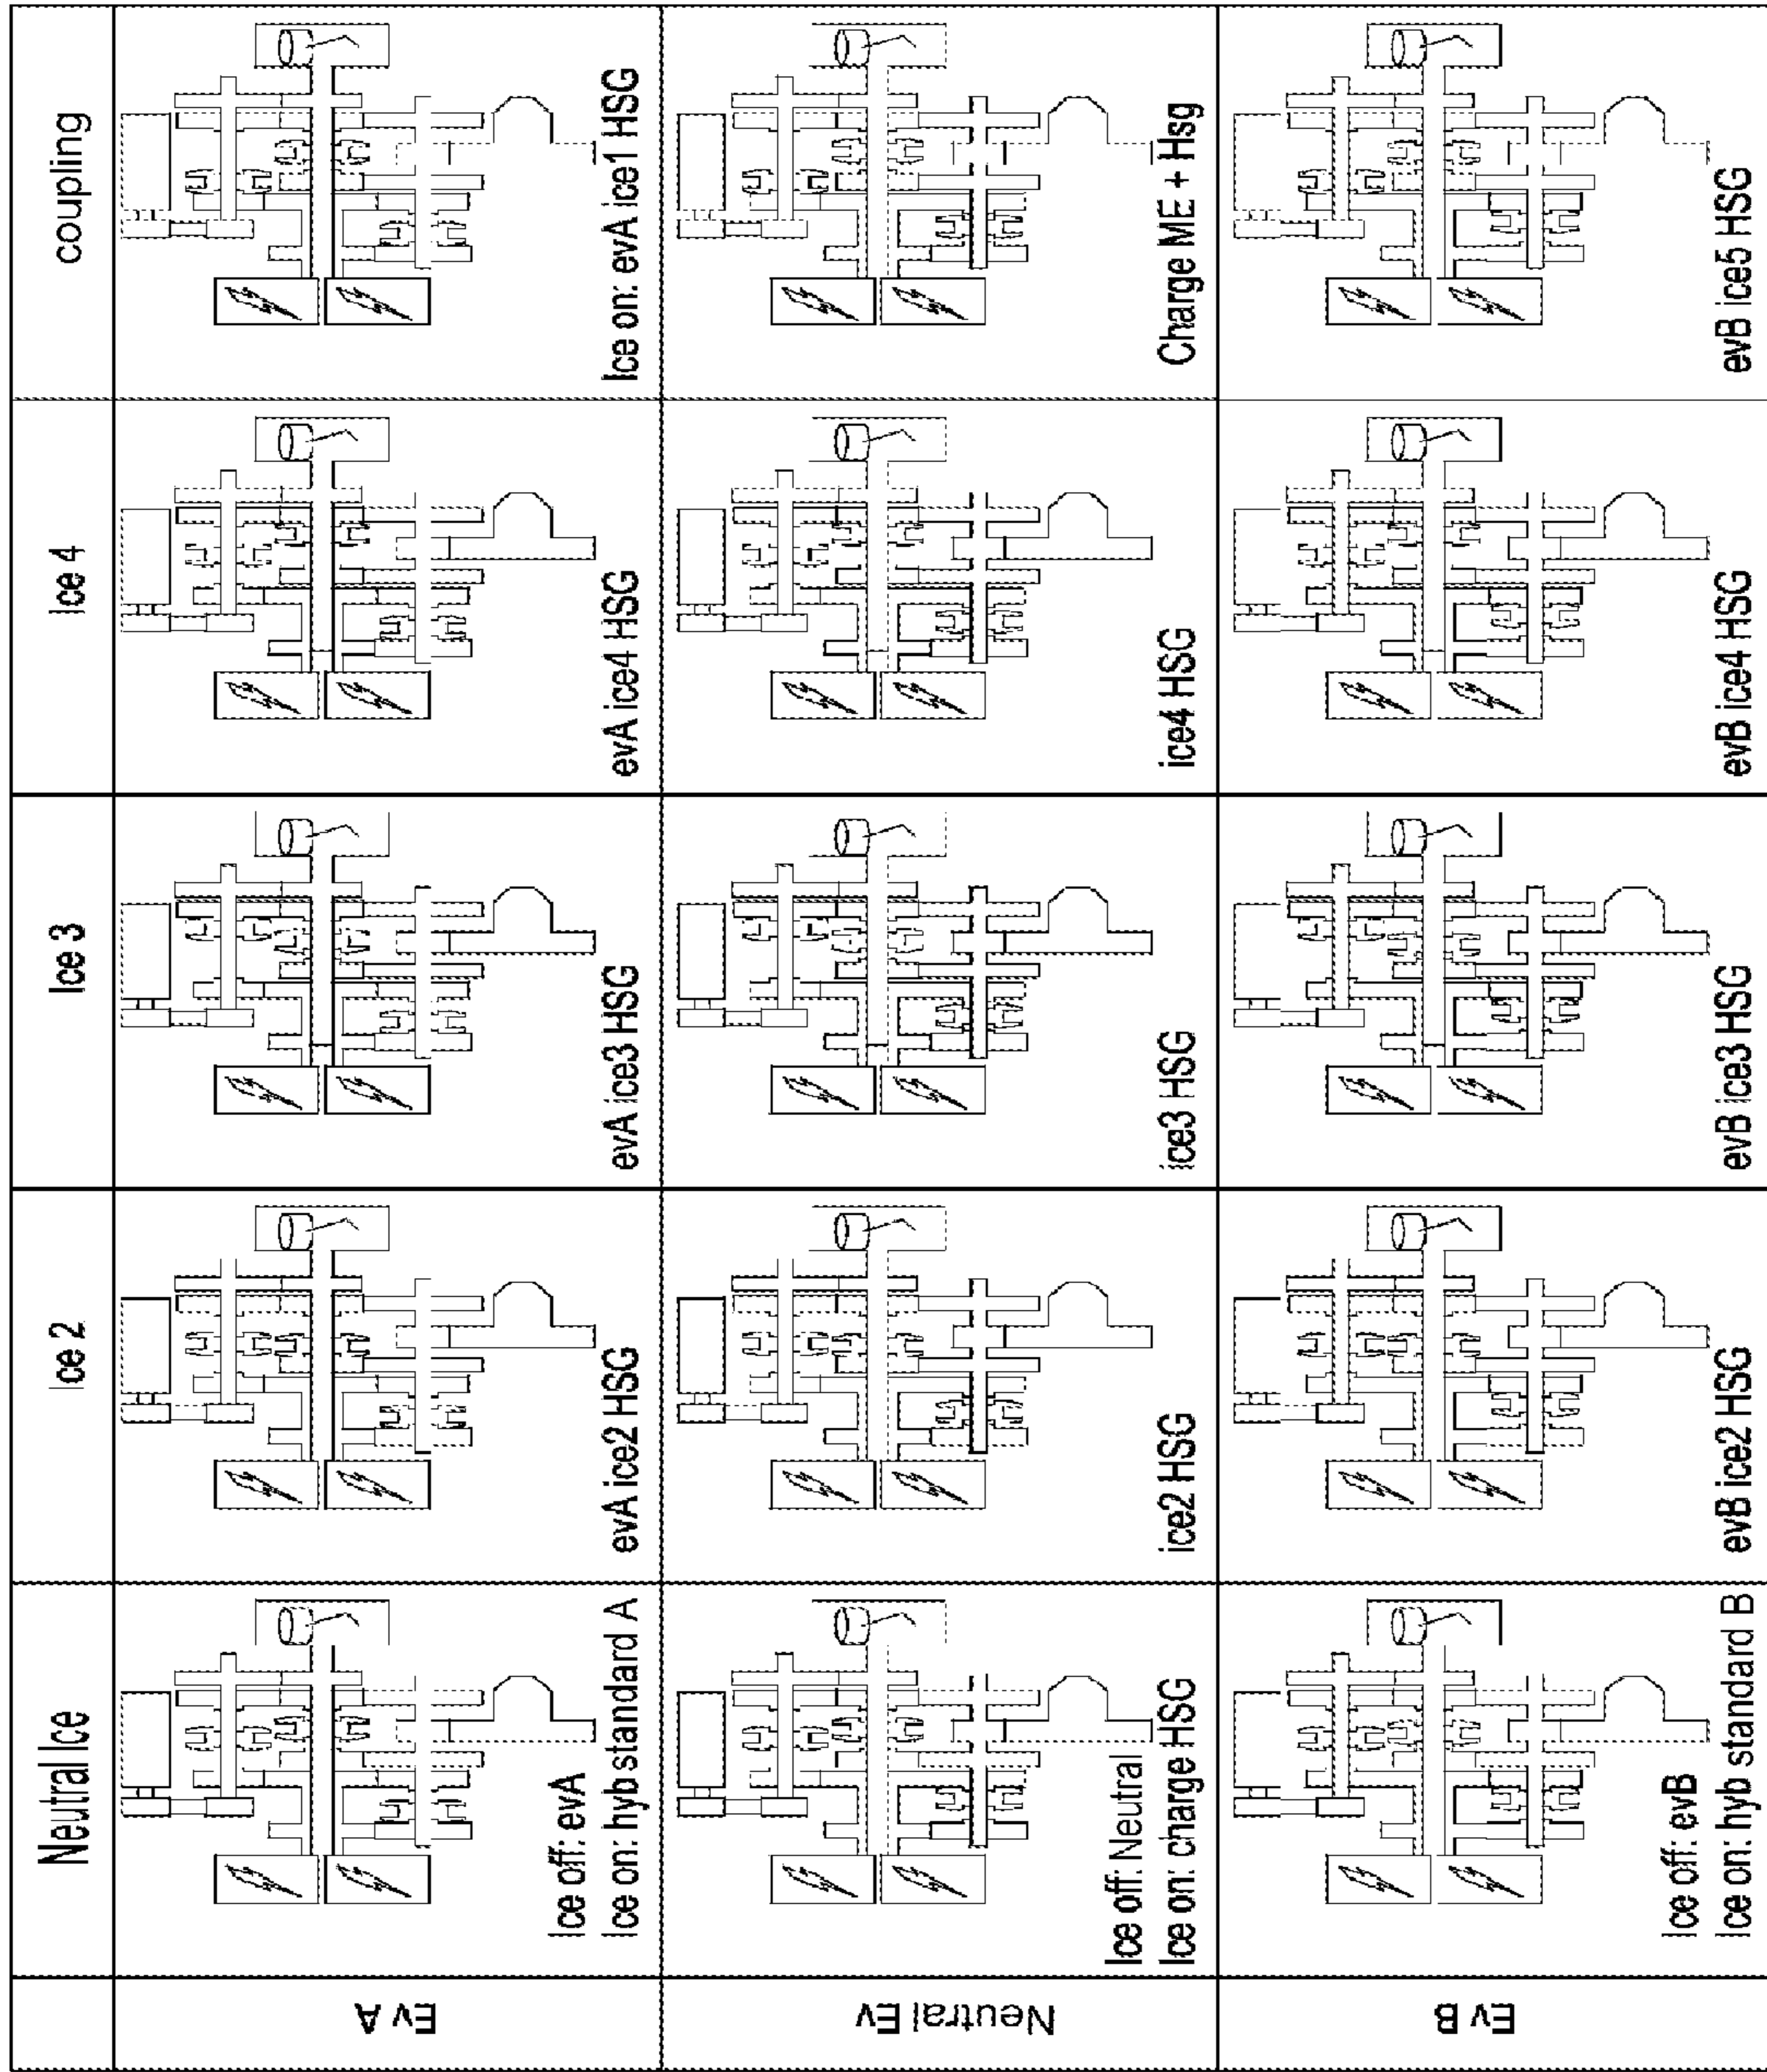 Neutral Ice
Ice 2
Ice 3
Ice 4
coupling
Ev A
Ice off: evA
Ice on: hyb standard A
evA ice2 HSG
evA ice3 HSG
evA ice4 HSG
Ice on: evA ice1 HSG
Neutral Ev
Ice off: Neutral
Ice on: charge HSG
ice2 HSG
ice3 HSG
ice4 HSG
Charge ME + Hsg
Ev B
Ice off: evB
Ice on: hyb standard B
evB ice2 HSG
evB ice3 HSG
evB ice4 HSG
evB ice5 HSG